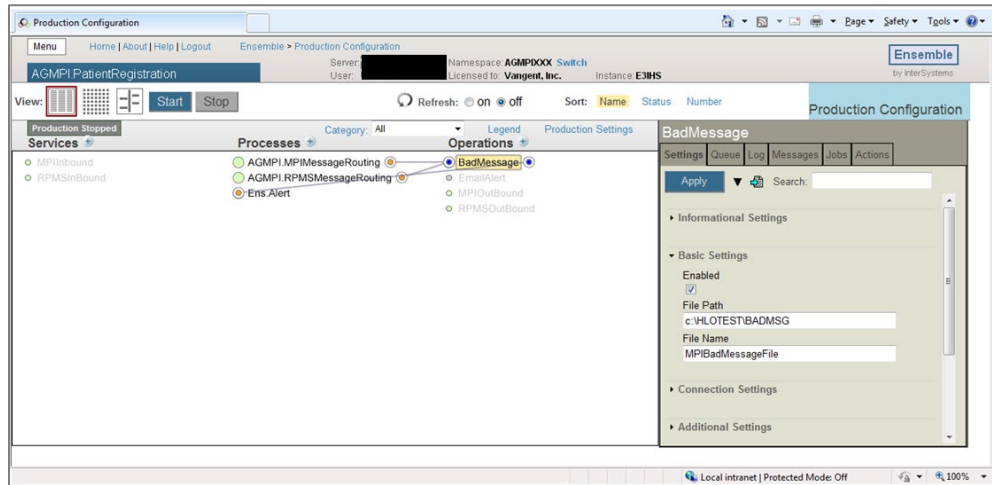 Production Configuration
Page Safety Tools
Menu Home | About | Help | Logout Ensemble > Production Configuration
Server: Namespace: AGMPIXXX Switch
User: Licensed to: Vangent, Inc. Instance: E3IHS
Ensemble
by InterSystems
AGMPI.PatientRegistration
View: Start Stop Refresh: on off Sort: Name Status Number
Production Configuration
Production Stopped Category: All Legend Production Settings
Services Processes Operations
MPIInbound AGMPI.MPIMessageRouting BadMessage
RPMSInBound AGMPI.RPMSMessageRouting EmailAlert
Ens.Alert MPIOutBound
RPMSOutBound
BadMessage
Settings Queue Log Messages Jobs Actions
Apply Search:
Informational Settings
Basic Settings
Enabled
File Path
c:\HLOTEST\BADMSG
File Name
MPIBadMessageFile
Connection Settings
Additional Settings
Local intranet | Protected Mode: Off 100%